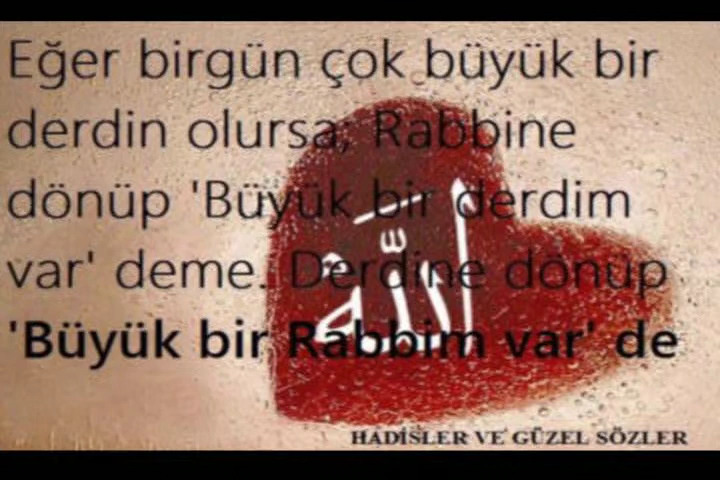 Eğer birgün çok büyük bir
derdin olursa; Rabbine
dönüp 'Büyük bir derdim
var' deme. Derdine dönüp
'Büyük bir Rabbim var' de
الله
HADİSLER VE GÜZEL SÖZLER